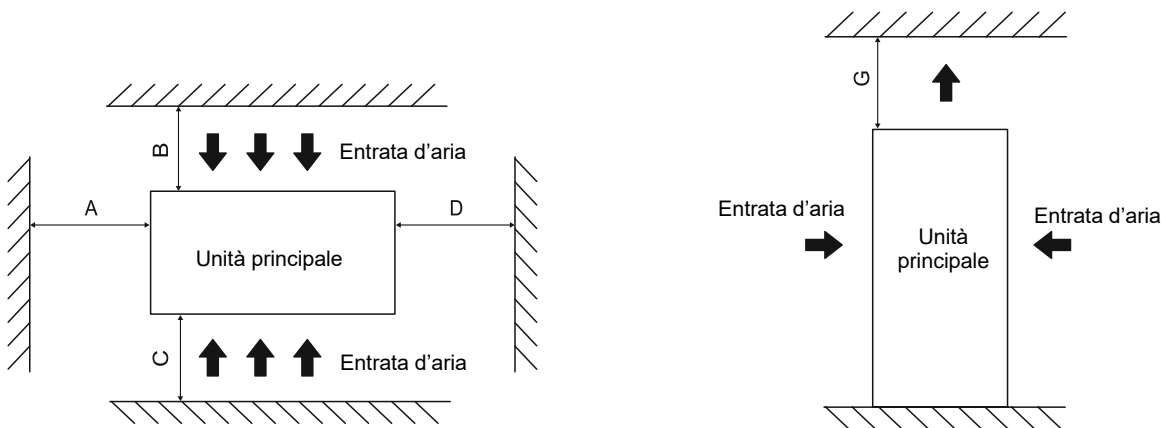 B
Entrata d'aria
A
D
Unità principale
C
Entrata d'aria
G
Entrata d'aria
Entrata d'aria
Unità
principale